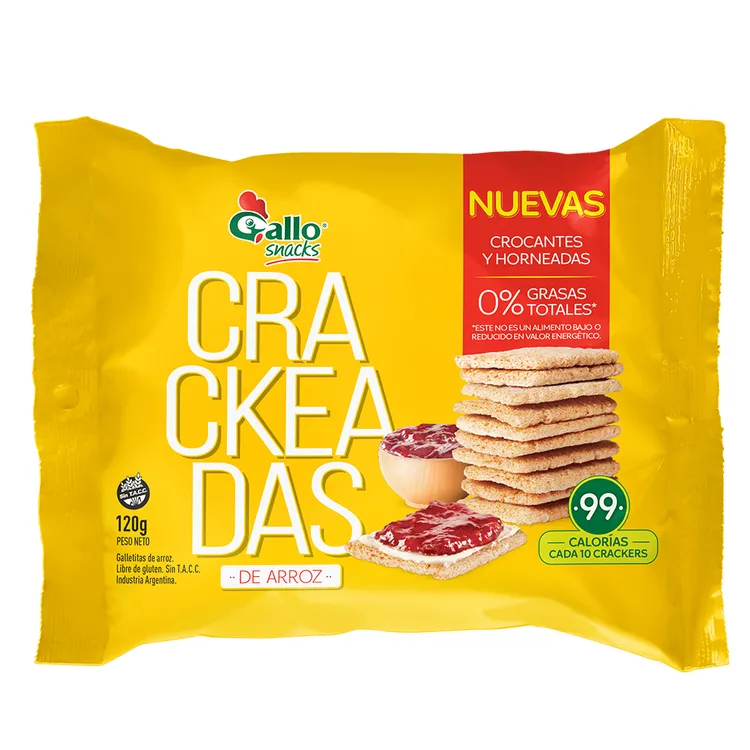 Gallo®
snacks
CRA
CKEA
DAS
DE ARROZ
NUEVAS
CROCANTES
Y HORNEADAS
0% GRASAS
TOTALES*
*ESTE NO ES UN ALIMENTO BAJO O
REDUCIDO EN VALOR ENERGÉTICO.
Sin T.A.C.C.
120g
PESO NETO
Galletitas de arroz.
Libre de gluten. Sin T.A.C.C.
Industria Argentina.
·99·
CALORÍAS
CADA 10 CRACKERS